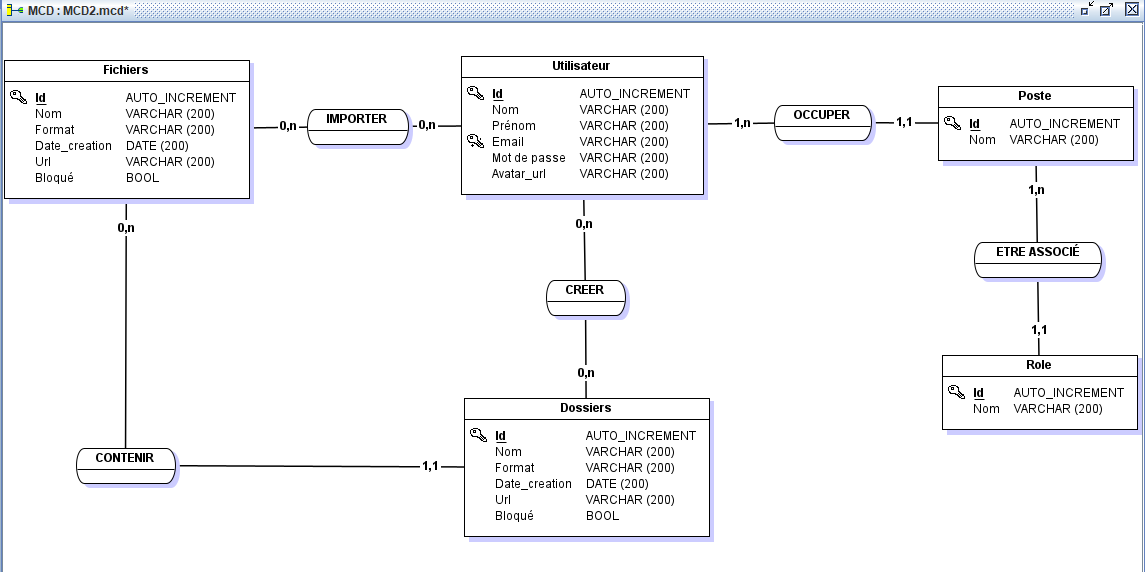 MCD : MCD2.mcd*
Fichiers
Id AUTO_INCREMENT
Nom VARCHAR (200)
Format VARCHAR (200)
Date_creation DATE (200)
Url VARCHAR (200)
Bloqué BOOL
0,n
IMPORTER
0,n
Utilisateur
Id AUTO_INCREMENT
Nom VARCHAR (200)
Prénom VARCHAR (200)
Email VARCHAR (200)
Mot de passe VARCHAR (200)
Avatar_url VARCHAR (200)
1,n
OCCUPER
1,1
Poste
Id AUTO_INCREMENT
Nom VARCHAR (200)
0,n
0,n
1,n
CREER
ETRE ASSOCIÉ
0,n
1,1
Role
Id AUTO_INCREMENT
Nom VARCHAR (200)
CONTENIR
1,1
Dossiers
Id AUTO_INCREMENT
Nom VARCHAR (200)
Format VARCHAR (200)
Date_creation DATE (200)
Url VARCHAR (200)
Bloqué BOOL